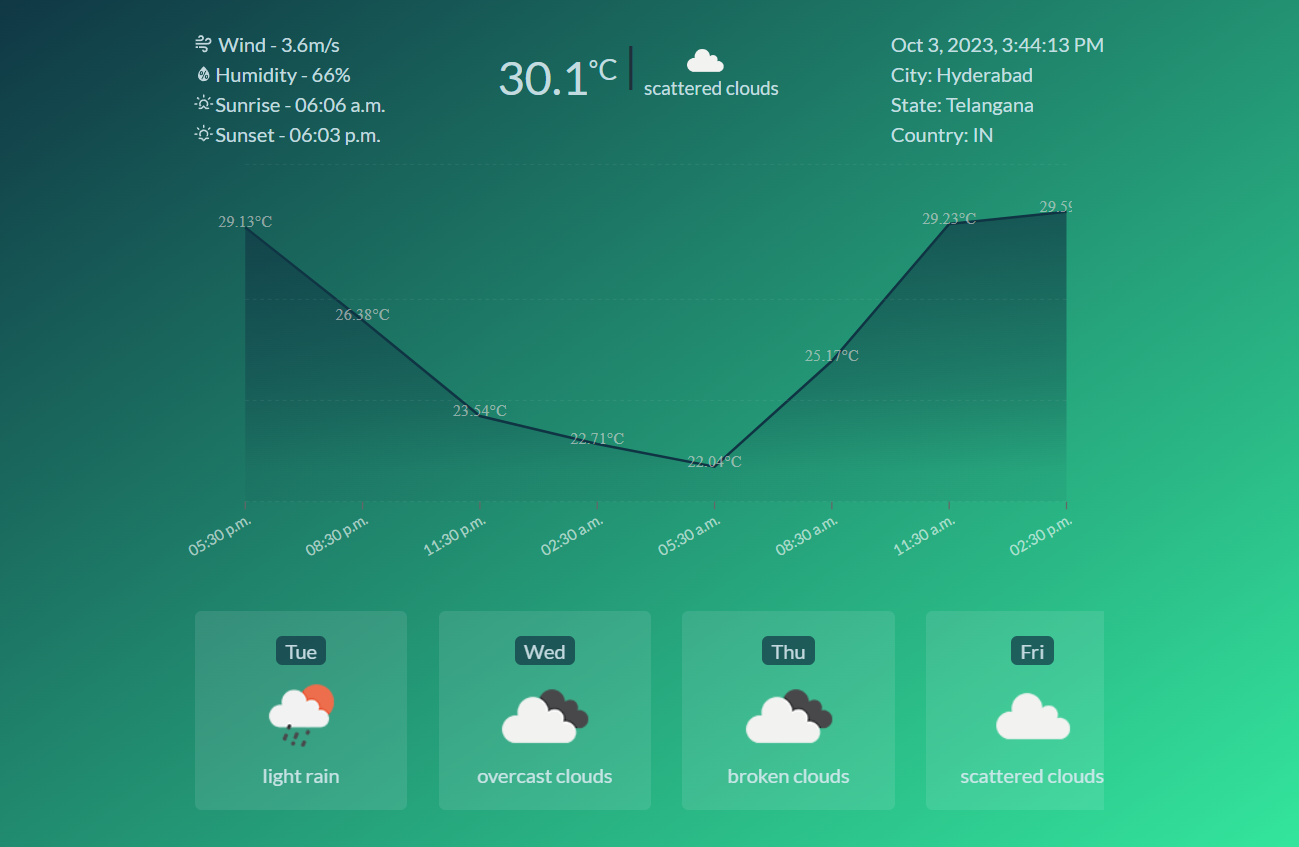 Wind - 3.6m/s
Humidity - 66%
Sunrise - 06:06 a.m.
Sunset - 06:03 p.m.
30.1°C
scattered clouds
Oct 3, 2023, 3:44:13 PM
City: Hyderabad
State: Telangana
Country: IN
29.13°C
26.38°C
23.54°C
22.71°C
22.04°C
25.17°C
29.23°C
29.59
05:30 p.m.
08:30 p.m.
11:30 p.m.
02:30 a.m.
05:30 a.m.
08:30 a.m.
11:30 a.m.
02:30 p.m.
Tue
light rain
Wed
overcast clouds
Thu
broken clouds
Fri
scattered clouds